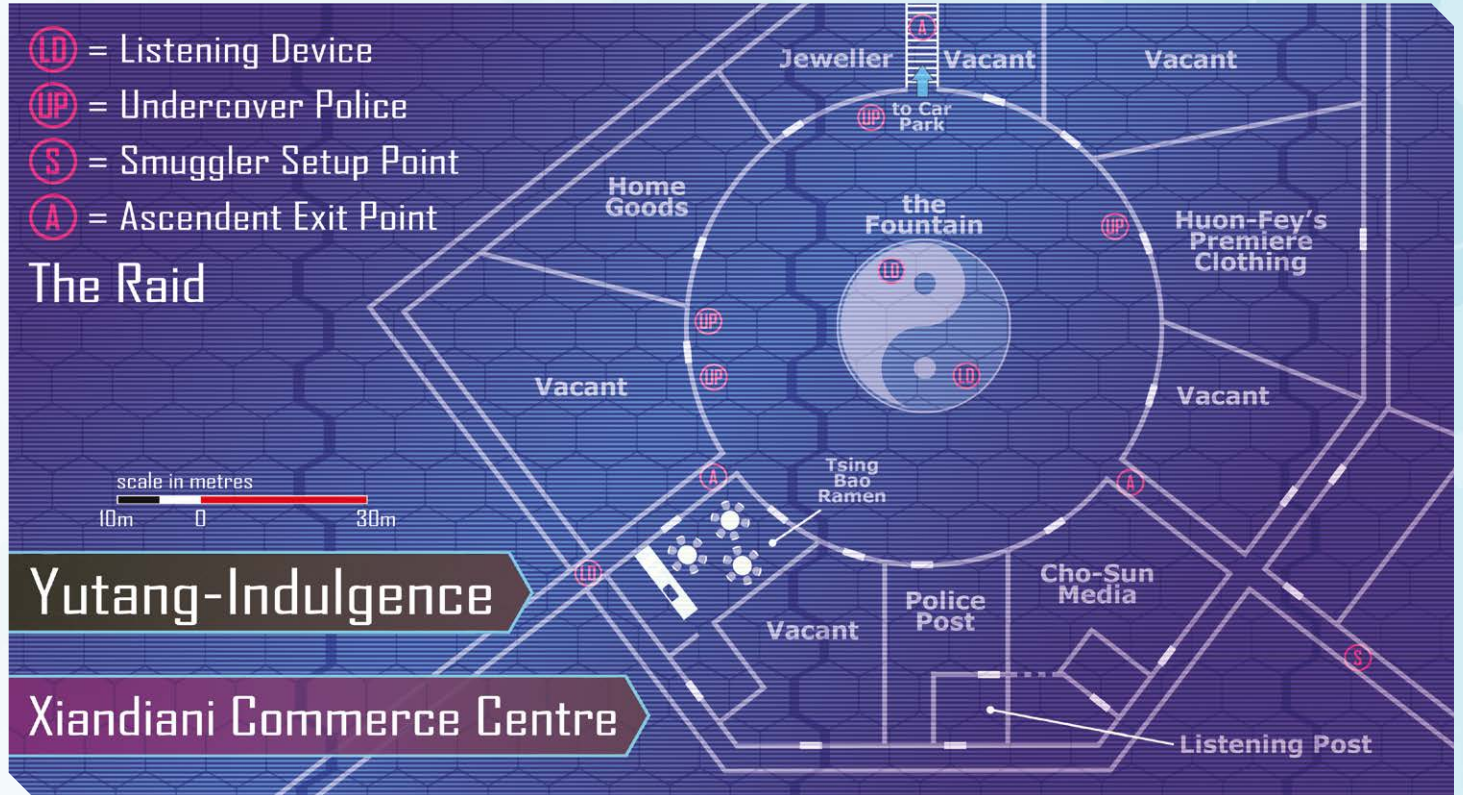 LD = Listening Device
UP = Undercover Police
S = Smuggler Setup Point
A = Ascendent Exit Point
The Raid
A
Jeweller
Vacant
Vacant
UP
to Car
Park
Home
Goods
the
Fountain
UP
Huon-Fey's
Premiere
Clothing
LD
UP
UP
LD
Vacant
Vacant
A
Tsing
Bao
Ramen
A
scale in metres
10m 0 30m
LD
Yutang-Indulgence
Cho-Sun
Media
Police
Post
Vacant
S
Xiandiani Commerce Centre
Listening Post